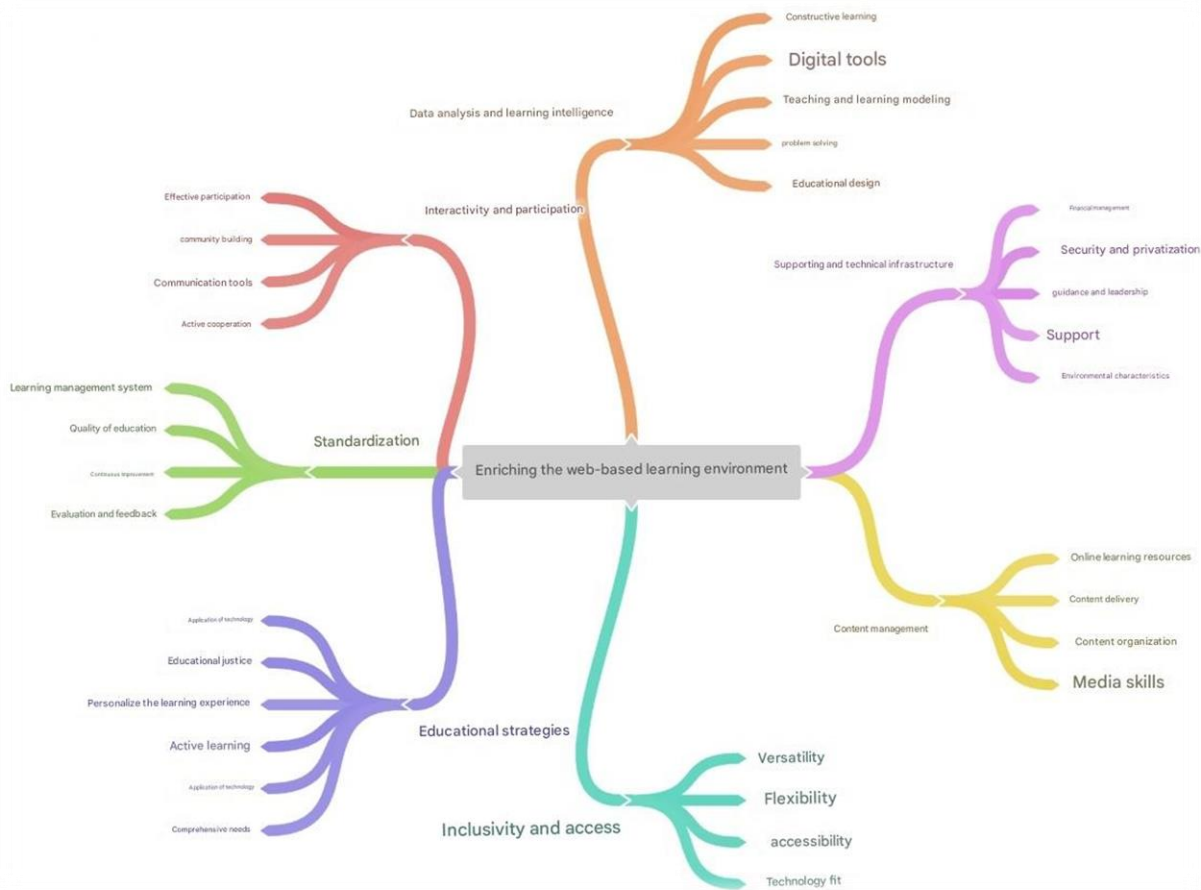 Constructive learning
Digital tools
Teaching and learning modeling
problem solving
Educational design
Data analysis and learning intelligence
Interactivity and participation
Effective participation
community building
Communication tools
Active cooperation
Supporting and technical infrastructure
Financial management
Security and privatization
guidance and leadership
Support
Environmental characteristics
Standardization
Learning management system
Quality of education
Continuous improvement
Evaluation and feedback
Enriching the web-based learning environment
Content management
Online learning resources
Content delivery
Content organization
Media skills
Educational strategies
Application of technology
Educational justice
Personalize the learning experience
Active learning
Application of technology
Comprehensive needs
Inclusivity and access
Versatility
Flexibility
accessibility
Technology fit